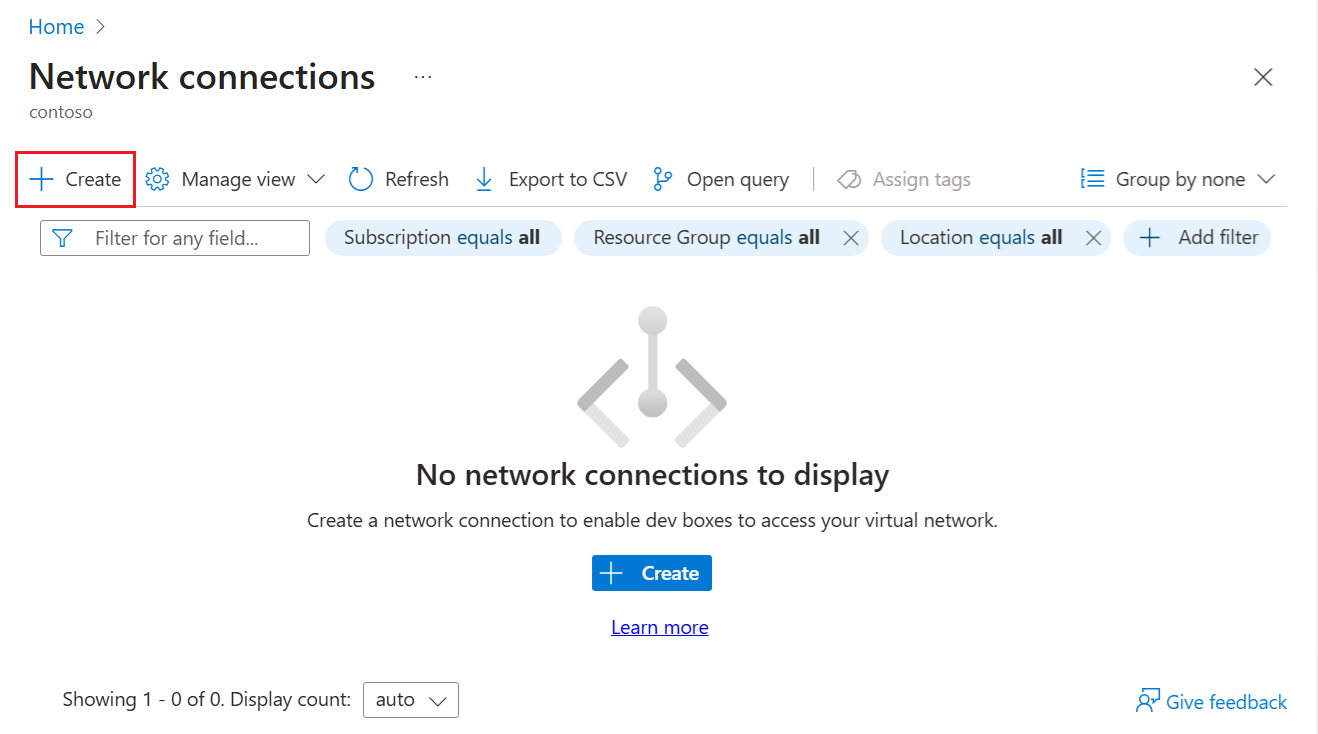 Home
Network connections ...
contoso
Create Manage view Refresh Export to CSV Open query Assign tags Group by none
Filter for any field... Subscription equals all Resource Group equals all Location equals all Add filter
No network connections to display
Create a network connection to enable dev boxes to access your virtual network.
Create
Learn more
Showing 1 - 0 of 0. Display count: auto Give feedback